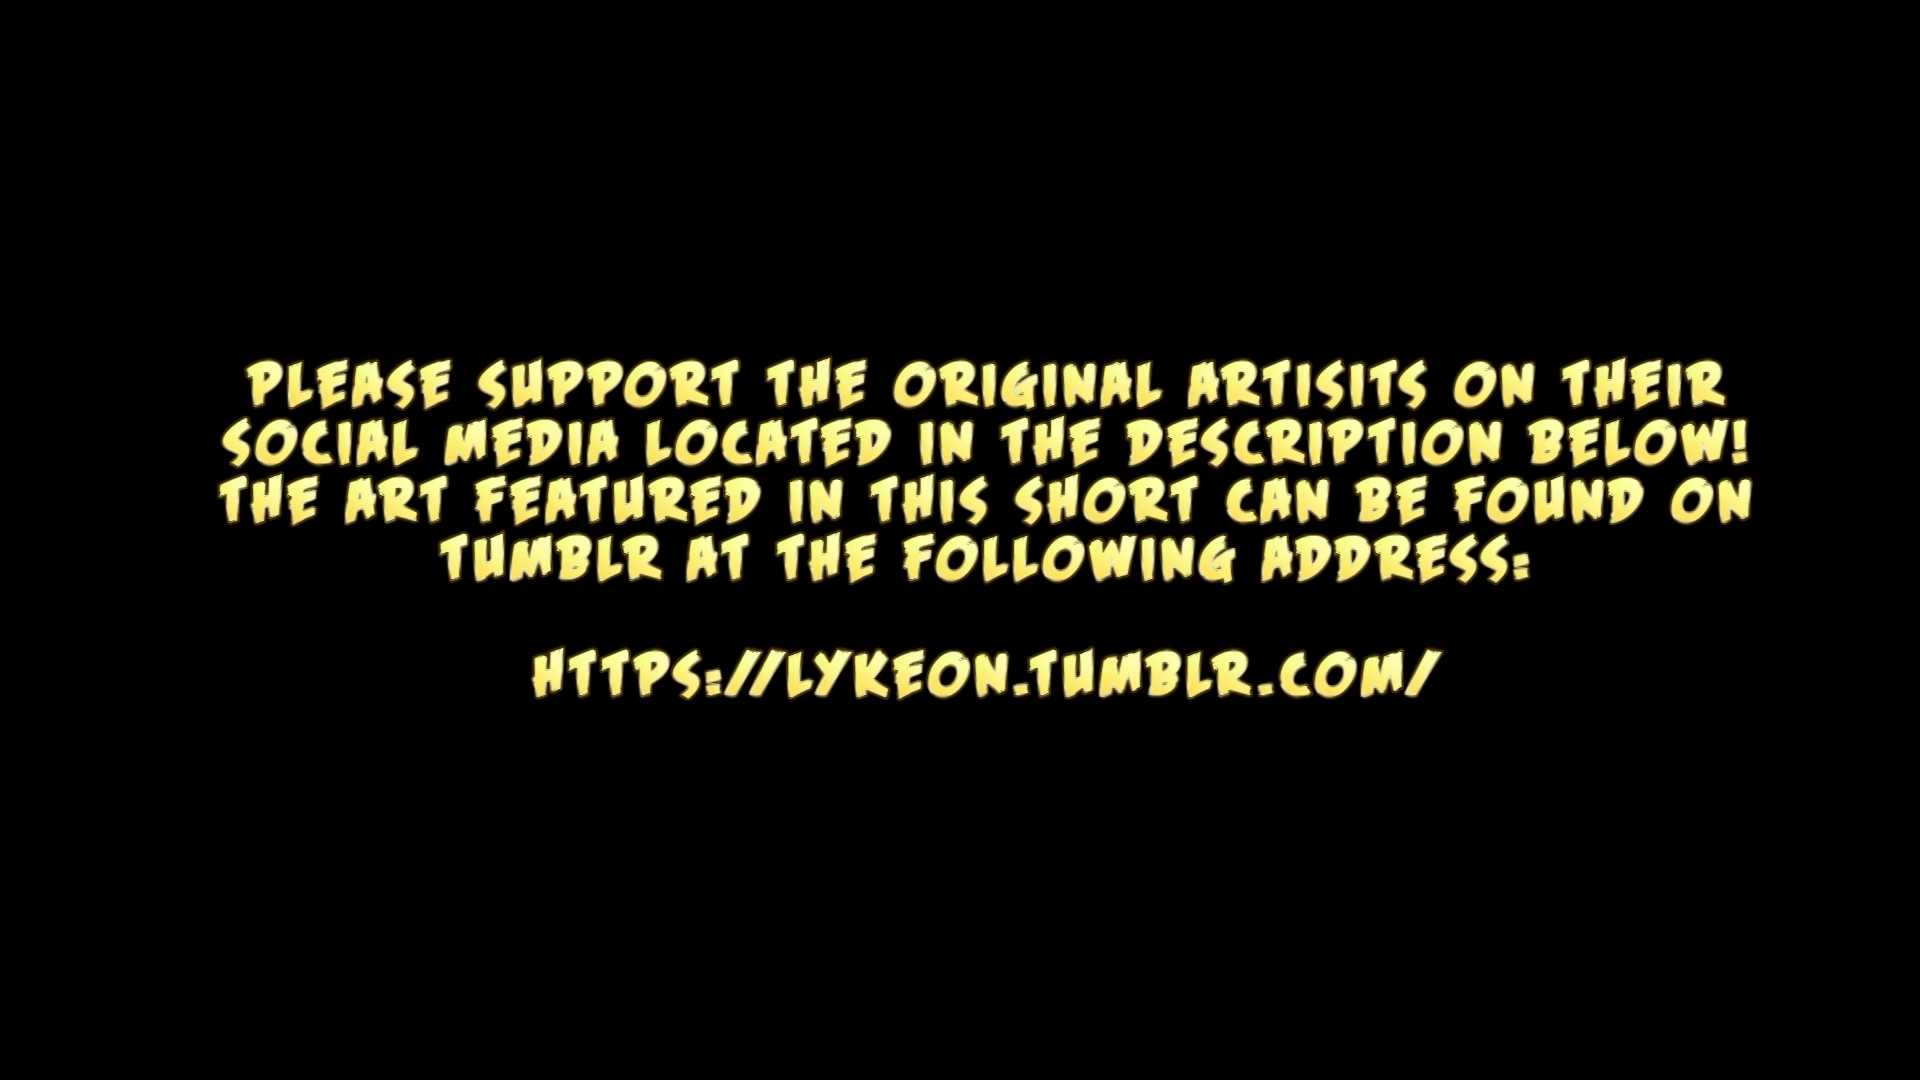 PLEASE SUPPORT THE ORIGINAL ARTISITS ON THEIR
SOCIAL MEDIA LOCATED IN THE DESCRIPTION BELOW!
THE ART FEATURED IN THIS SHORT CAN BE FOUND ON
TUMBLR AT THE FOLLOWING ADDRESS:
HTTPS://LYKEON.TUMBLR.COM/